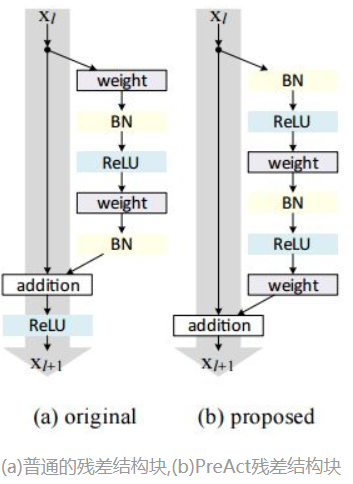 x_l
weight
BN
ReLU
weight
BN
addition
ReLU
x_{l+1}
(a) original
x_l
BN
ReLU
weight
BN
ReLU
weight
addition
x_{l+1}
(b) proposed
(a)普通的残差结构块,(b)PreAct残差结构块